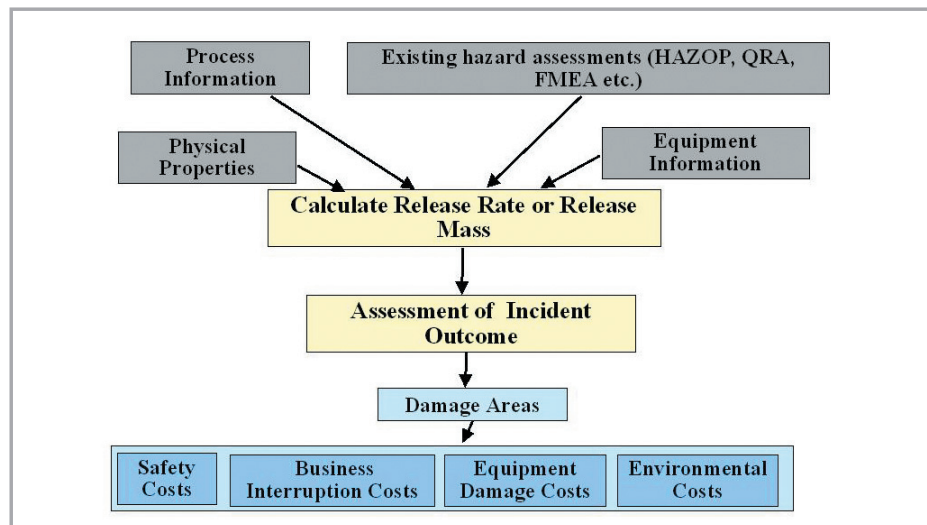 Process
Information
Existing hazard assessments (HAZOP, QRA,
FMEA etc.)
Physical
Properties
Equipment
Information
Calculate Release Rate or Release
Mass
Assessment of Incident
Outcome
Damage Areas
Safety
Costs
Business
Interruption Costs
Equipment
Damage Costs
Environmental
Costs